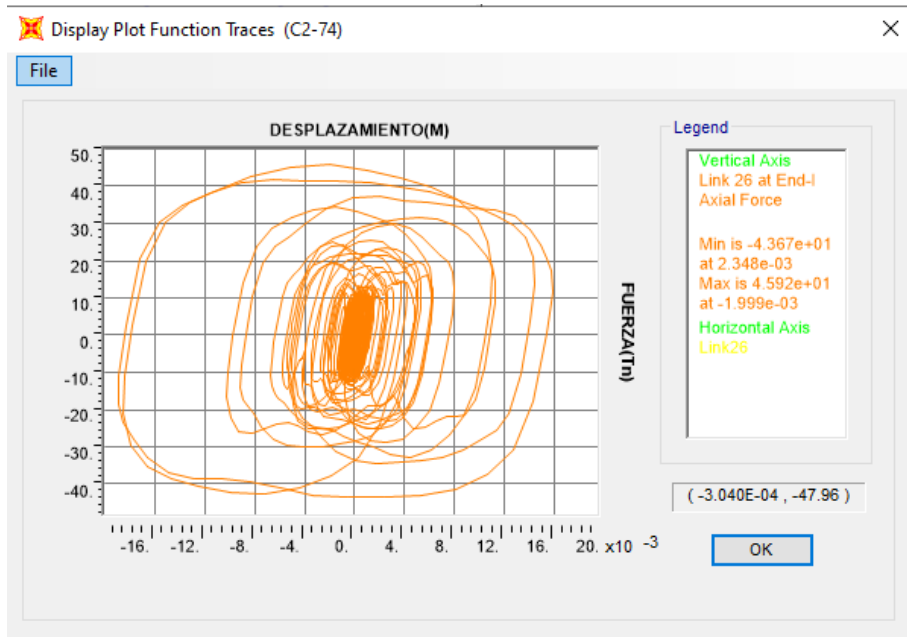 Display Plot Function Traces (C2-74)
File
DESPLAZAMIENTO(M)
50.
40.
30.
20.
10.
0.
-10.
-20.
-30.
-40.
FUERZA(Tn)
-16. -12. -8. -4. 0. 4. 8. 12. 16. 20. x10 -3
Legend
Vertical Axis
Link 26 at End-I
Axial Force
Min is -4.367e+01
at 2.348e-03
Max is 4.592e+01
at -1.999e-03
Horizontal Axis
Link26
( -3.040E-04 , -47.96 )
OK